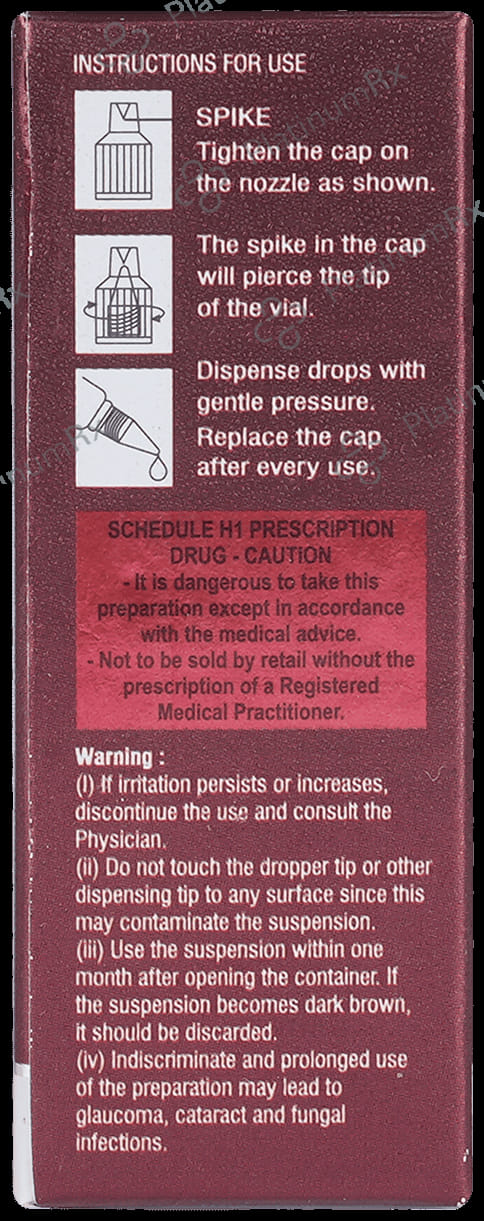 INSTRUCTIONS FOR USE
SPIKE
Tighten the cap on
the nozzle as shown.
The spike in the cap
will pierce the tip
of the vial.
Dispense drops with
gentle pressure.
Replace the cap
after every use.
SCHEDULE H1 PRESCRIPTION
DRUG - CAUTION
- It is dangerous to take this
preparation except in accordance
with the medical advice.
- Not to be sold by retail without the
prescription of a Registered
Medical Practitioner.
Warning :
(I) If irritation persists or increases,
discontinue the use and consult the
Physician.
(ii) Do not touch the dropper tip or other
dispensing tip to any surface since this
may contaminate the suspension.
(iii) Use the suspension within one
month after opening the container. If
the suspension becomes dark brown,
it should be discarded.
(iv) Indiscriminate and prolonged use
of the preparation may lead to
glaucoma, cataract and fungal
infections.
PlatinumRx